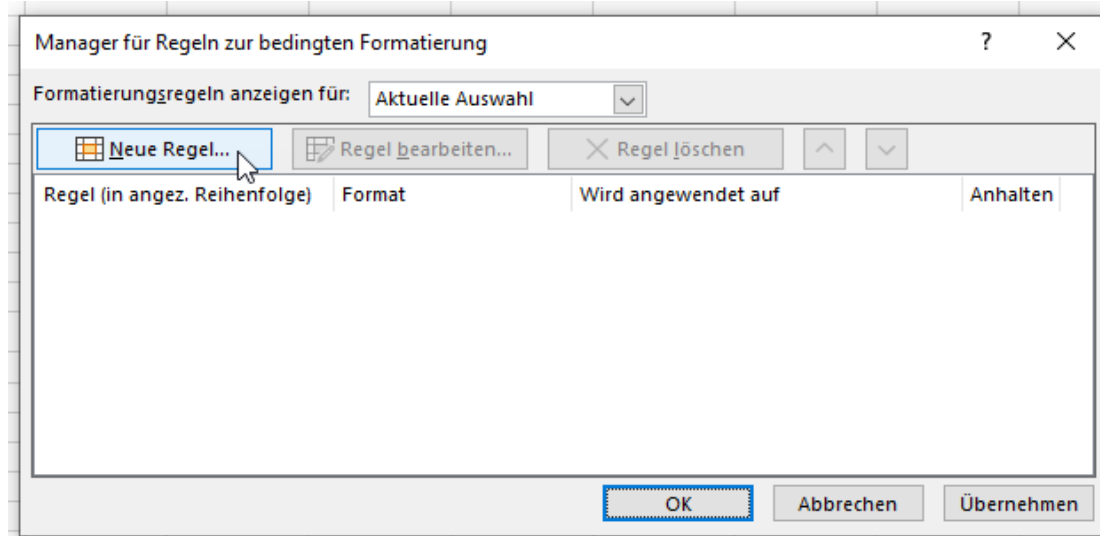 Manager für Regeln zur bedingten Formatierung ?
Formatierungsregeln anzeigen für: Aktuelle Auswahl
Neue Regel... Regel bearbeiten... Regel löschen
Regel (in angez. Reihenfolge) Format Wird angewendet auf Anhalten
OK Abbrechen Übernehmen